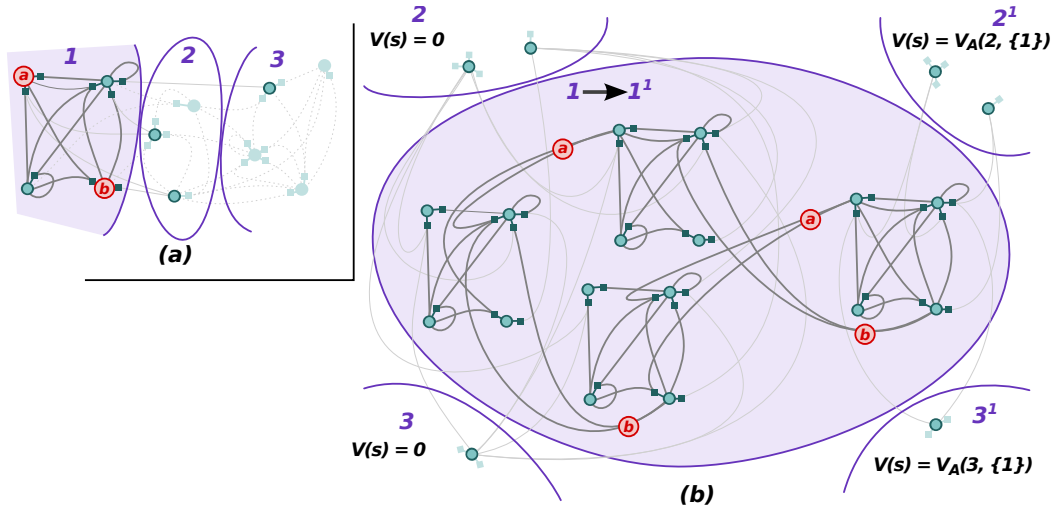 1
2
3
a
b
(a)
2
V(s) = 0
2¹
V(s) = V_A(2, {1})
1 → 1¹
a
a
b
b
3
V(s) = 0
3¹
V(s) = V_A(3, {1})
(b)